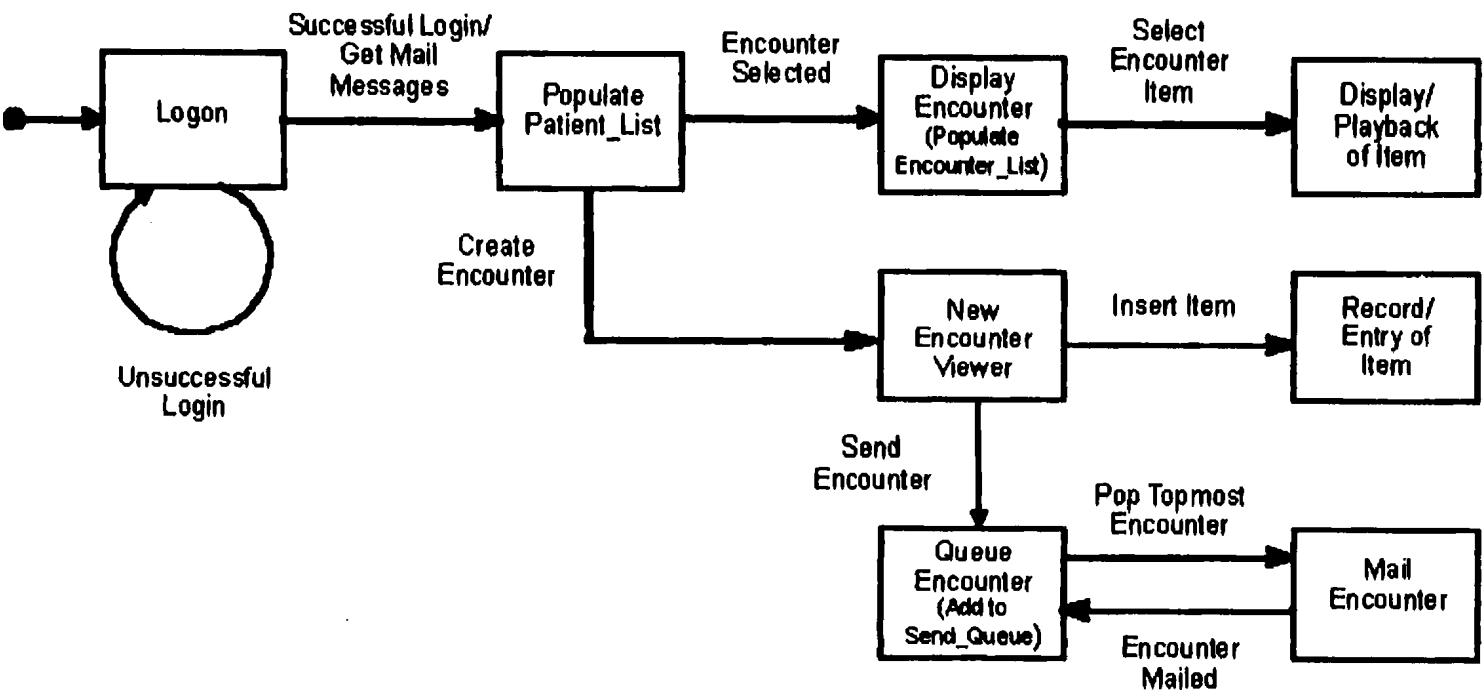 Successful Login/
Get Mail
Messages
Logon
Unsuccessful
Login
Populate
Patient_List
Encounter
Selected
Display
Encounter
(Populate
Encounter_List)
Select
Encounter
Item
Display/
Playback
of Item
Create
Encounter
New
Encounter
Viewer
Insert Item
Record/
Entry of
Item
Send
Encounter
Queue
Encounter
(Add to
Send_Queue)
Pop Topmost
Encounter
Mail
Encounter
Encounter
Mailed